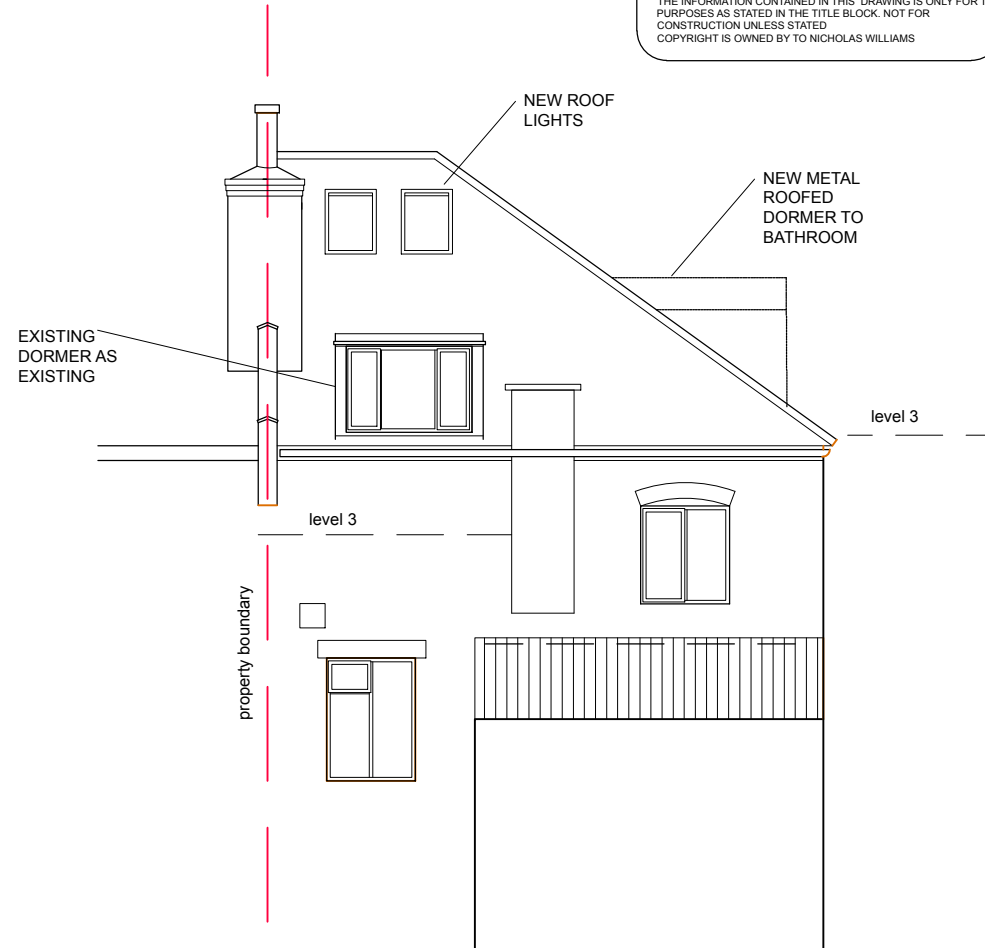 THE INFORMATION CONTAINED IN THIS DRAWING IS ONLY FOR
PURPOSES AS STATED IN THE TITLE BLOCK. NOT FOR
CONSTRUCTION UNLESS STATED
COPYRIGHT IS OWNED BY TO NICHOLAS WILLIAMS
NEW ROOF
LIGHTS
NEW METAL
ROOFED
DORMER TO
BATHROOM
EXISTING
DORMER AS
EXISTING
level 3
level 3
property boundary